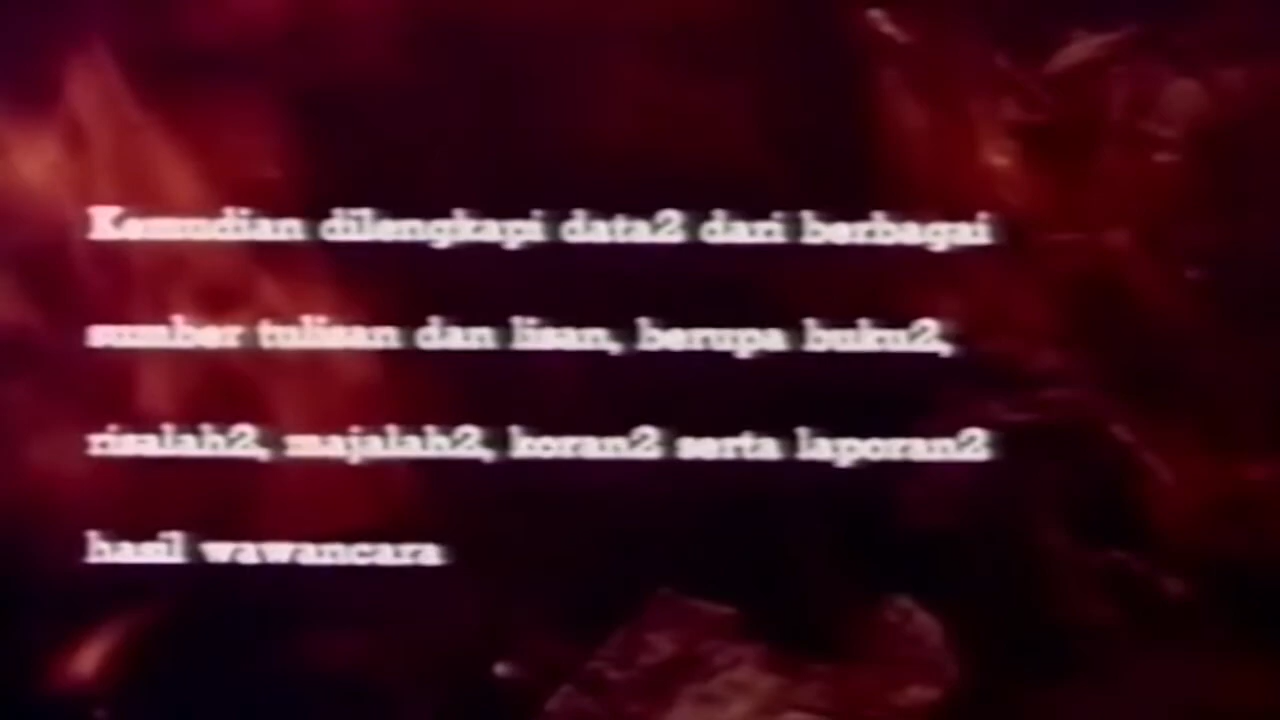 Kemudian dilengkapi data2 dari berbagai
sumber tulisan dan lisan, berupa buku2,
risalah2, majalah2, koran2 serta laporan2
hasil wawancara